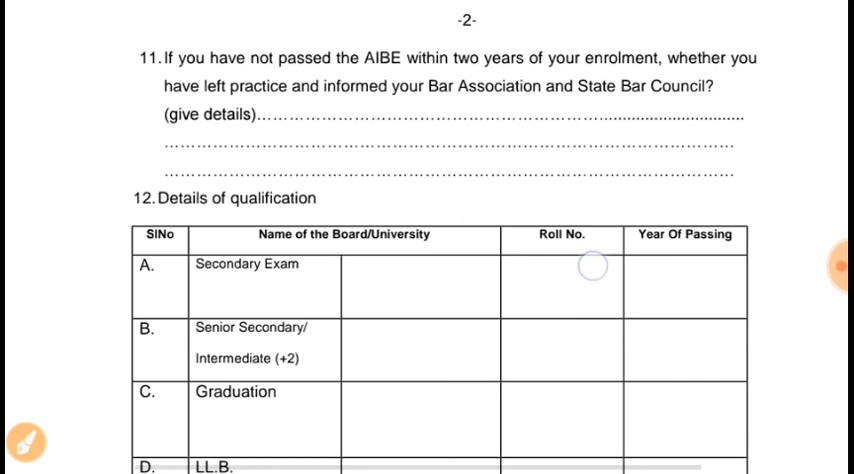 -2-
11. If you have not passed the AIBE within two years of your enrolment, whether you
have left practice and informed your Bar Association and State Bar Council?
(give details)................................................................................
................................................................................
................................................................................
12. Details of qualification
SlNo Name of the Board/University Roll No. Year Of Passing
A. Secondary Exam
B. Senior Secondary/
Intermediate (+2)
C. Graduation
D. LL.B.